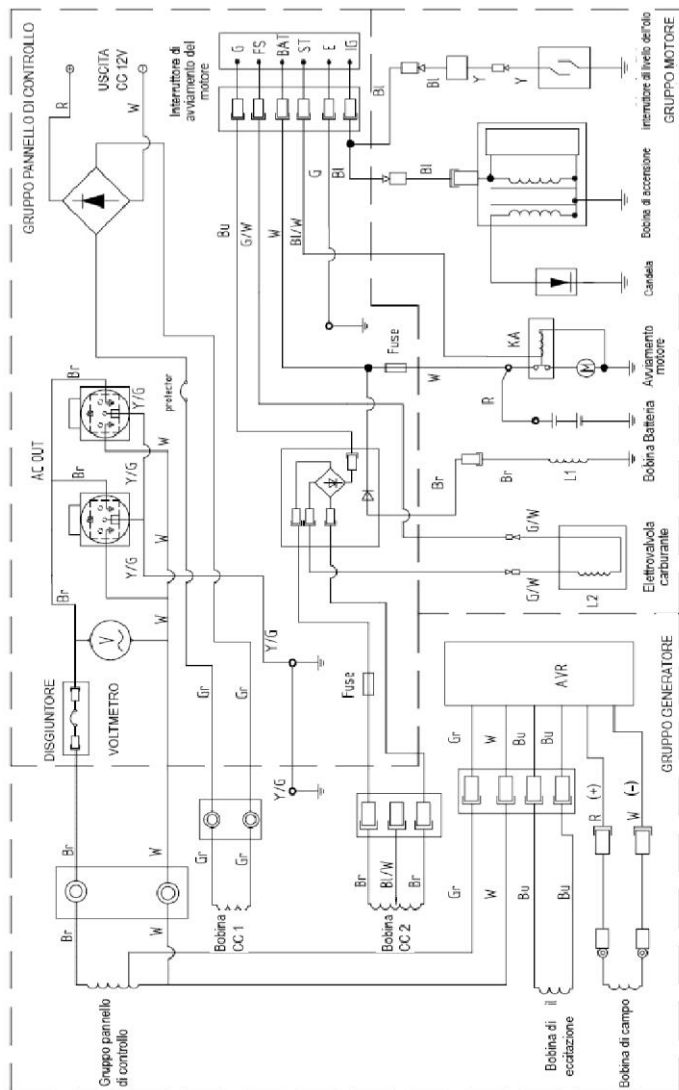 GRUPPO PANNELLO DI CONTROLLO
R
USCITA
CC 12V
W
Interruttore di
avviamento del
motore
G
FS
BAT
ST
E
IG
Bu
G/W
W
Bl/W
G
Bl
Bl
Bl
Bl
Y
Y
interruttore di livello dell'olio
GRUPPO MOTORE
Bobina di accensione
Candela
KA
M
Avviamento
motore
Fuse
W
R
Batteria
Br
Br
L1
Bobina
G/W
G/W
L2
Elettrovalvola
carburante
AC OUT
Br
Br
Br
Y/G
Y/G
W
W
protector
V
DISGIUNTORE
VOLTMETRO
Gr
Gr
Y/G
Y/G
Fuse
Br
W
Br
W
Gr
Gr
Bobina
CC 1
Br
Bl/W
Br
Bobina
CC 2
Gruppo pannello
di controllo
Gr
W
Bu
Bu
Gr
W
Bu
Bu
AVR
R (+)
W (-)
Bobina di il
eccitazione
Bobina di campo
GRUPPO GENERATORE